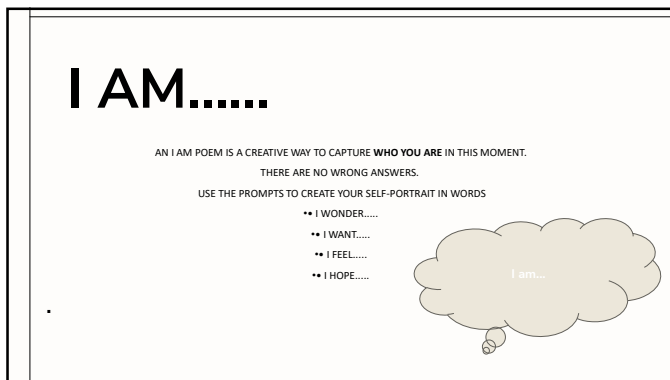 I AM......
AN I AM POEM IS A CREATIVE WAY TO CAPTURE WHO YOU ARE IN THIS MOMENT.
THERE ARE NO WRONG ANSWERS.
USE THE PROMPTS TO CREATE YOUR SELF-PORTRAIT IN WORDS
•• I WONDER.....
•• I WANT.....
•• I FEEL.....
•• I HOPE.....
I am...
.